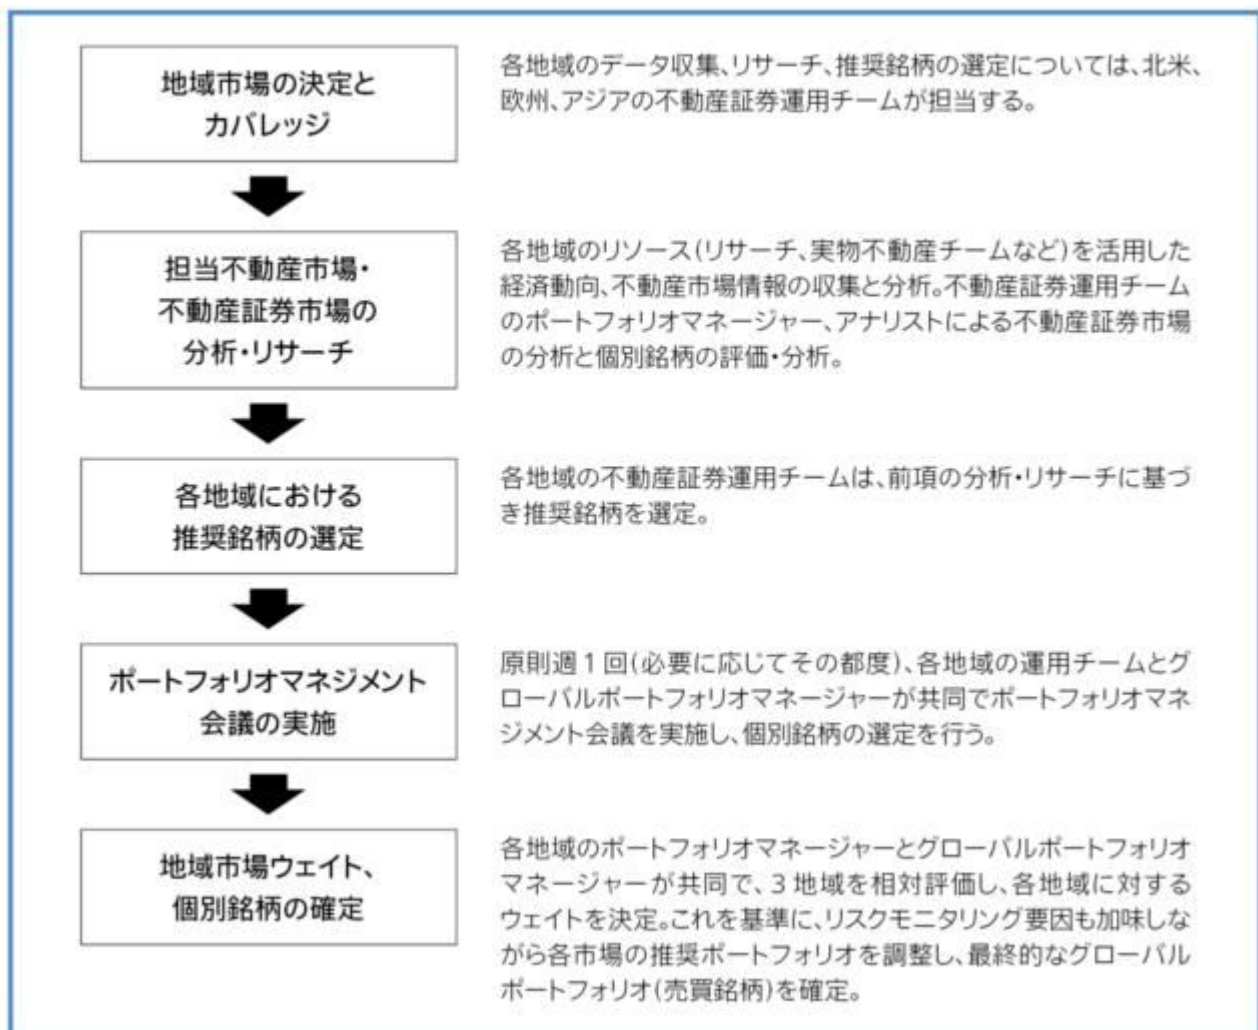 地域市場の決定と
カバレッジ
各地域のデータ収集、リサーチ、推奨銘柄の選定については、北米、
欧州、アジアの不動産証券運用チームが担当する。
担当不動産市場・
不動産証券市場の
分析・リサーチ
各地域のリソース(リサーチ、実物不動産チームなど)を活用した
経済動向、不動産市場情報の収集と分析。不動産証券運用チーム
のポートフォリオマネージャー、アナリストによる不動産証券市場
の分析と個別銘柄の評価・分析。
各地域における
推奨銘柄の選定
各地域の不動産証券運用チームは、前項の分析・リサーチに基づ
き推奨銘柄を選定。
ポートフォリオマネジメント
会議の実施
原則週1回(必要に応じてその都度)、各地域の運用チームとグ
ローバルポートフォリオマネージャーが共同でポートフォリオマネ
ジメント会議を実施し、個別銘柄の選定を行う。
地域市場ウェイト、
個別銘柄の確定
各地域のポートフォリオマネージャーとグローバルポートフォリオ
マネージャーが共同で、3地域を相対評価し、各地域に対する
ウェイトを決定。これを基準に、リスクモニタリング要因も加味しな
がら各市場の推奨ポートフォリオを調整し、最終的なグローバル
ポートフォリオ(売買銘柄)を確定。